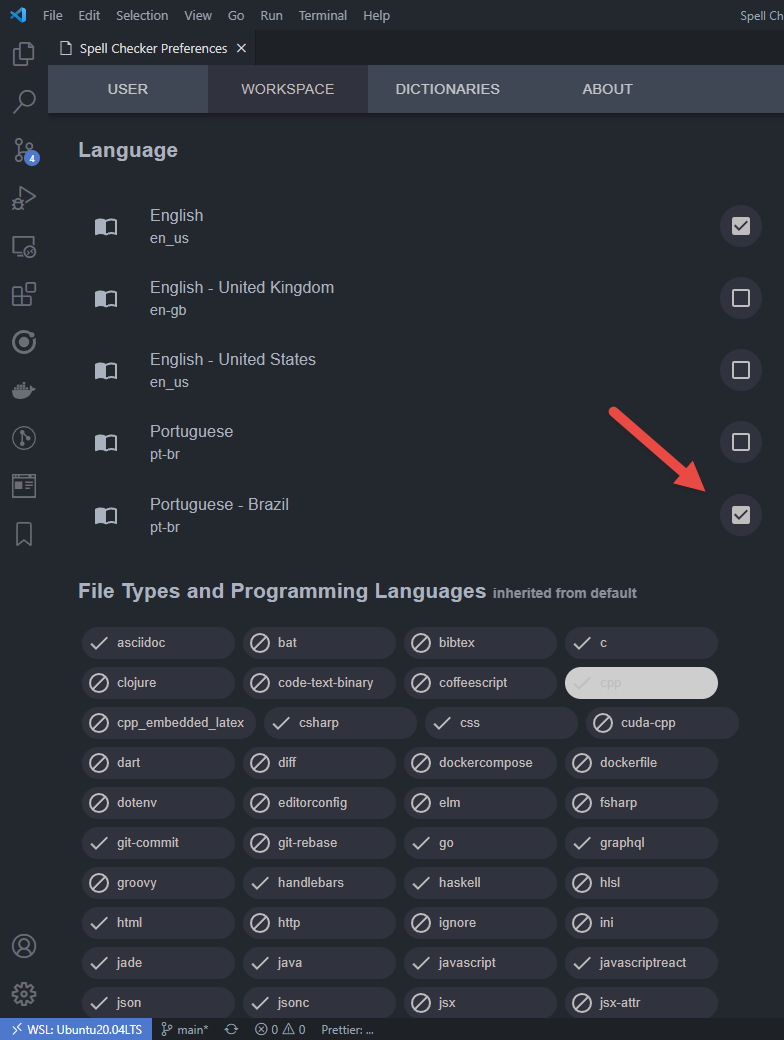 File Edit Selection View Go Run Terminal Help Spell Ch
Spell Checker Preferences
USER WORKSPACE DICTIONARIES ABOUT
Language
English
en_us
4
English - United Kingdom
en-gb
English - United States
en_us
Portuguese
pt-br
Portuguese - Brazil
pt-br
File Types and Programming Languages inherited from default
asciidoc bat bibtex c
clojure code-text-binary coffeescript cpp
cpp_embedded_latex csharp css cuda-cpp
dart diff dockercompose dockerfile
dotenv editorconfig elm fsharp
git-commit git-rebase go graphql
groovy handlebars haskell hlsl
html http ignore ini
jade java javascript javascriptreact
json jsonc jsx jsx-attr
WSL: Ubuntu20.04LTS main* 0 0 Prettier: ...